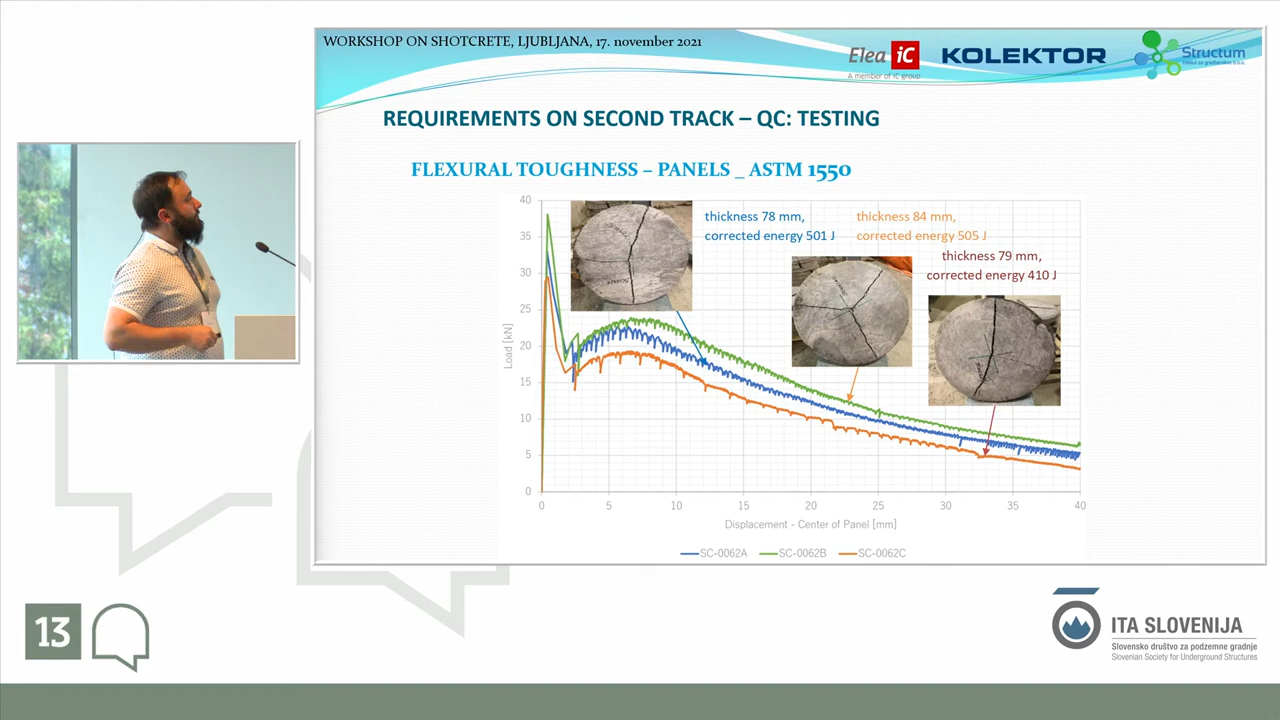 WORKSHOP ON SHOTCRETE, LJUBLJANA, 17. november 2021
Elea iC
A member of IC group
KOLEKTOR
Structum
REQUIREMENTS ON SECOND TRACK – QC: TESTING
FLEXURAL TOUGHNESS – PANELS _ ASTM 1550
thickness 78 mm,
corrected energy 501 J
thickness 84 mm,
corrected energy 505 J
thickness 79 mm,
corrected energy 410 J
Load [kN]
40
35
30
25
20
15
10
5
0
0 5 10 15 20 25 30 35 40
Displacement - Center of Panel [mm]
SC-0062A SC-0062B SC-0062C
13
ITA SLOVENIJA
Slovensko društvo za podzemne gradnje
Slovenian Society for Underground Structures